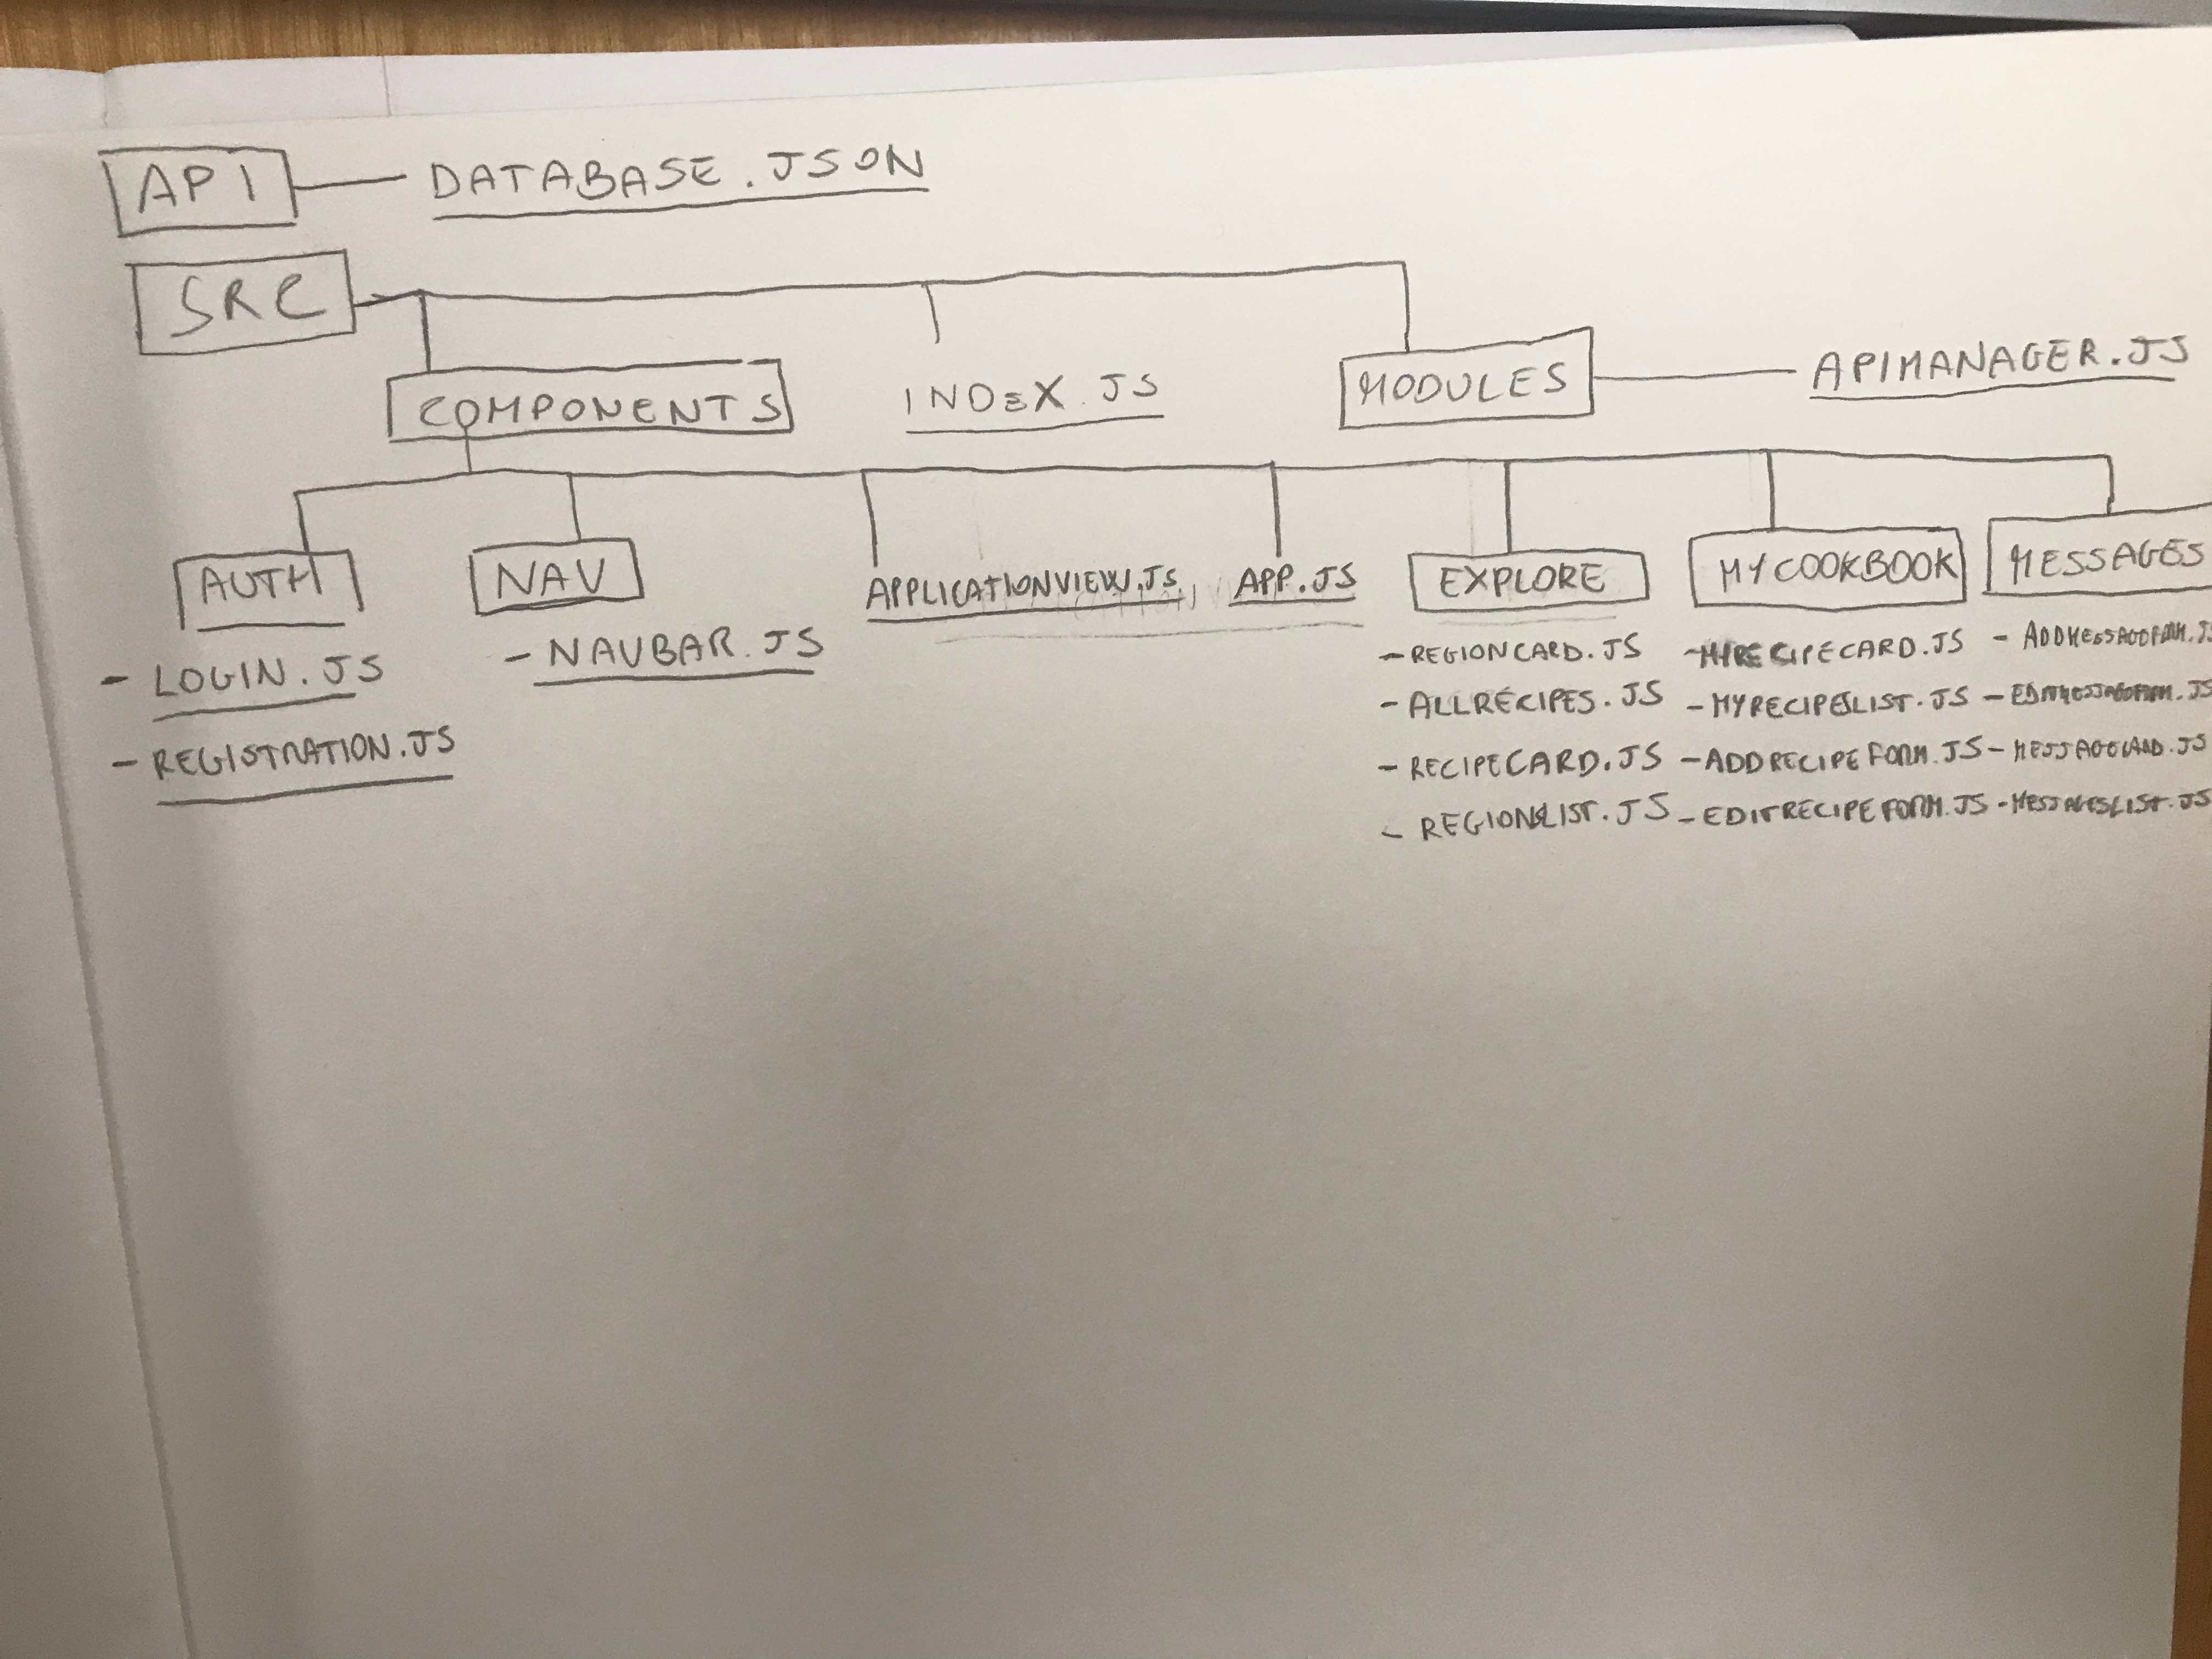 API DATABASE.JSON
SRC
COMPONENTS INDEX.JS MODULES APIMANAGER.JS
AUTH NAV APPLICATIONVIEW.JS APP.JS EXPLORE MYCOOKBOOK MESSAGES
- LOGIN.JS - NAVBAR.JS - REGIONCARD.JS - MYRECIPECARD.JS - ADDMESSAGEFORM.JS
- REGISTRATION.JS - ALLRECIPES.JS - MYRECIPESLIST.JS - EDITMESSAGEFORM.JS
- RECIPECARD.JS - ADDRECIPEFORM.JS - MESSAGECARD.JS
- REGIONLIST.JS - EDITRECIPEFORM.JS - MESSAGESLIST.JS